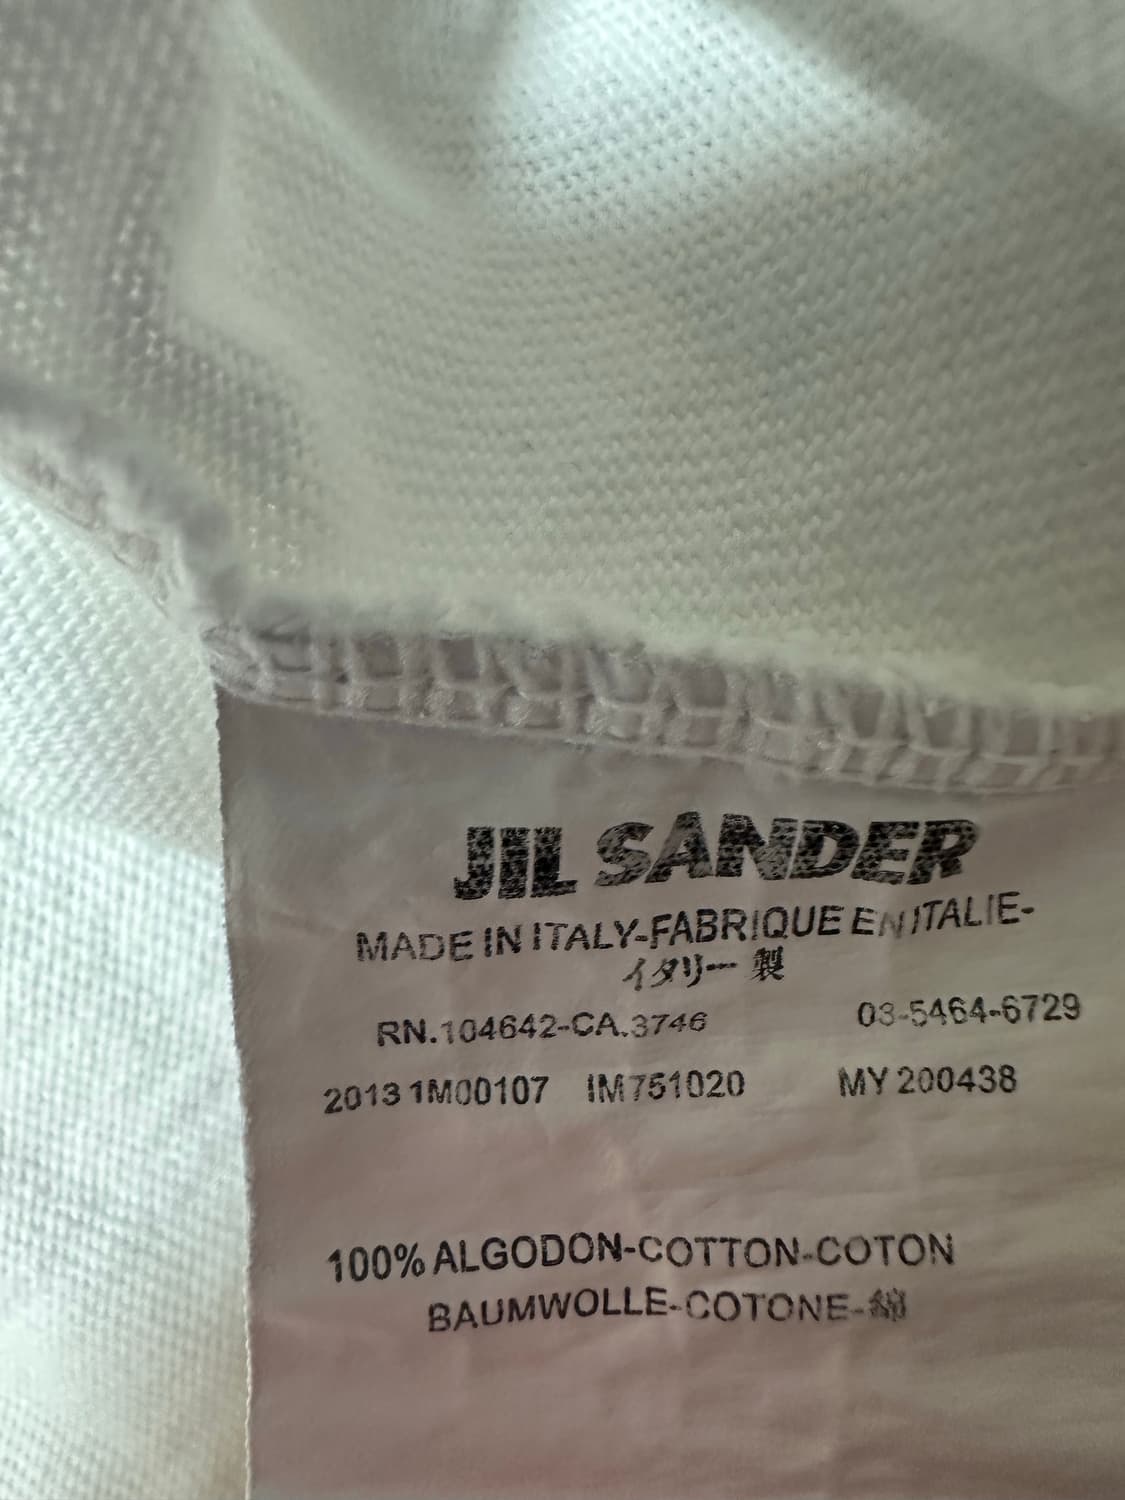 JIL SANDER
MADE IN ITALY-FABRIQUE EN ITALIE-
イタリー 製
RN.104642-CA.3746 03-5464-6729
2013 1M00107 IM751020 MY 200438
100% ALGODON-COTTON-COTON
BAUMWOLLE-COTONE-綿